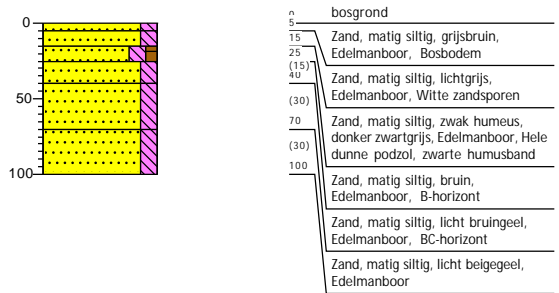 0
50
100
0
5
15
25
(15)
40
(30)
70
(30)
100
bosgrond
Zand, matig siltig, grijsbruin,
Edelmanboor, Bosbodem
Zand, matig siltig, lichtgrijs,
Edelmanboor, Witte zandsporen
Zand, matig siltig, zwak humeus,
donker zwartgrijs, Edelmanboor, Hele
dunne podzol, zwarte humusband
Zand, matig siltig, bruin,
Edelmanboor, B-horizont
Zand, matig siltig, licht bruingeel,
Edelmanboor, BC-horizont
Zand, matig siltig, licht beigegeel,
Edelmanboor